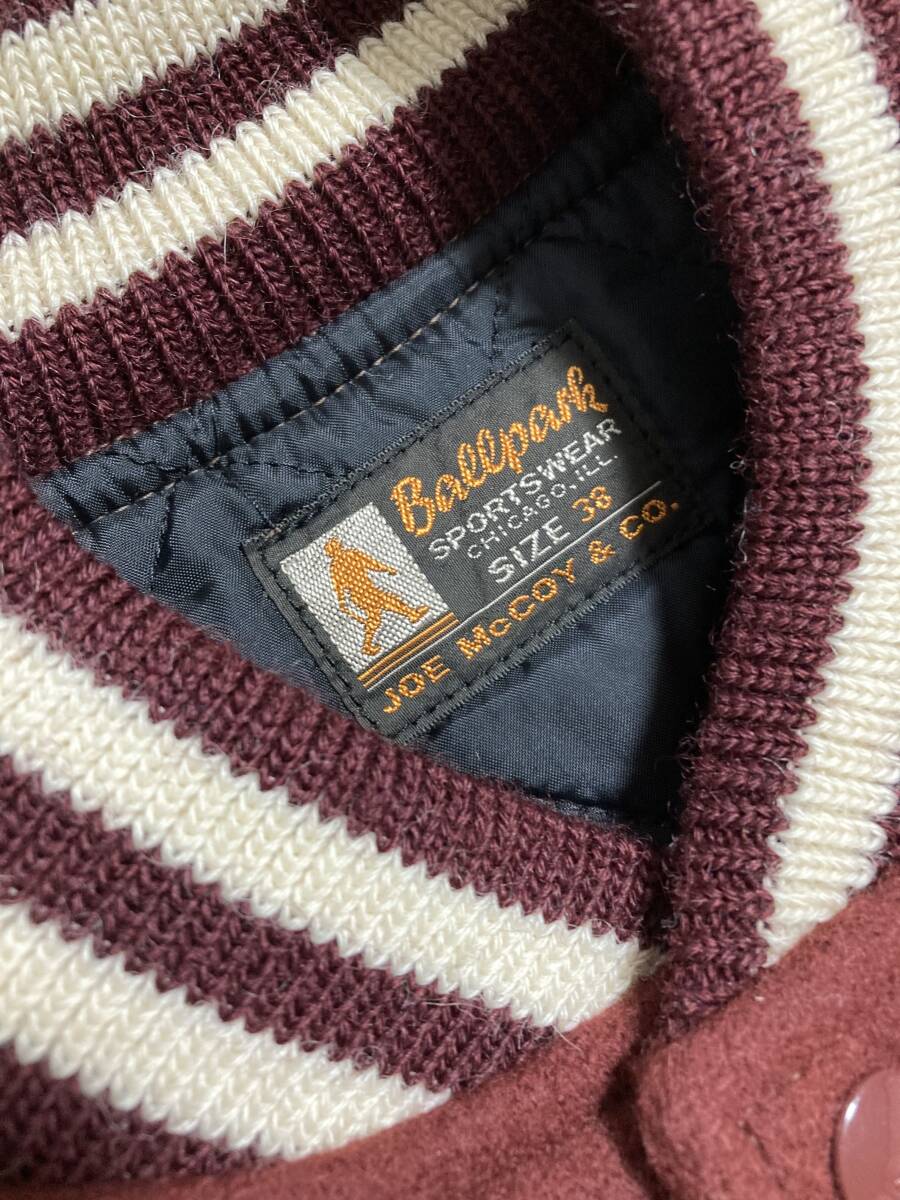 Ballpark
SPORTSWEAR
CHICAGO, ILL.
SIZE 38
JOE McCOY & CO.